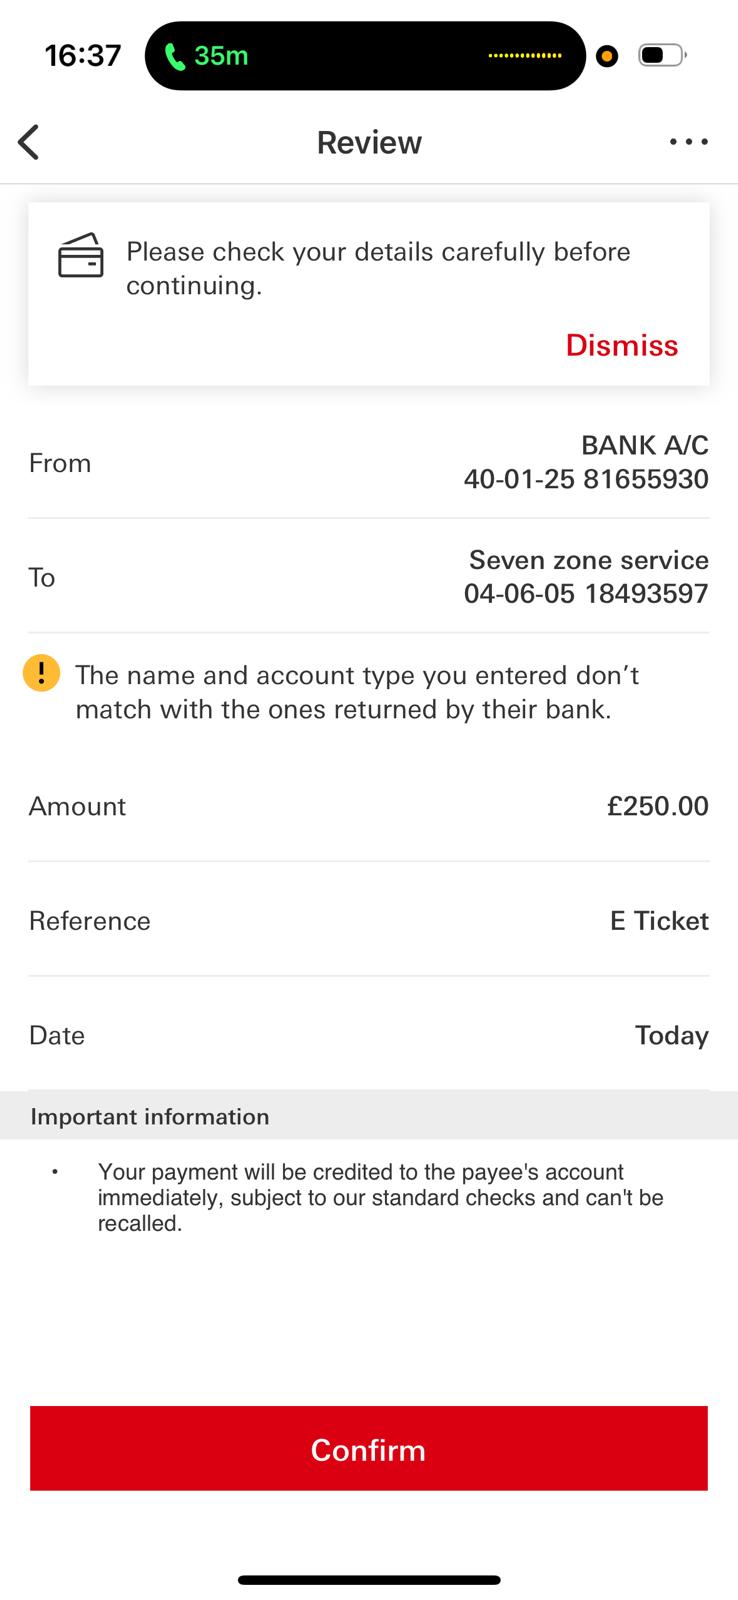 16:37
35m
Review
Please check your details carefully before
continuing.
Dismiss
From
BANK A/C
40-01-25 81655930
To
Seven zone service
04-06-05 18493597
The name and account type you entered don’t
match with the ones returned by their bank.
Amount
£250.00
Reference
E Ticket
Date
Today
Important information
• Your payment will be credited to the payee's account
immediately, subject to our standard checks and can't be
recalled.
Confirm